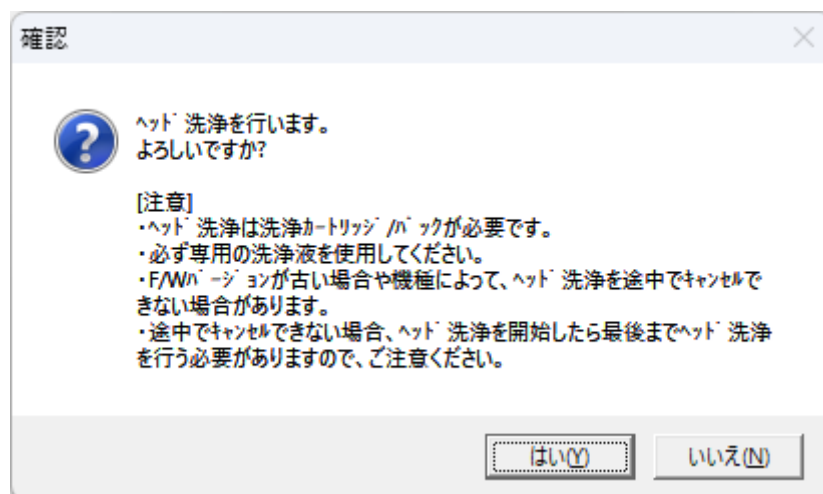 確認
ﾍｯﾄﾞ洗浄を行います。
よろしいですか?
[注意]
・ﾍｯﾄﾞ洗浄は洗浄ｶｰﾄﾘｯｼﾞ/ﾊﾟｯｸが必要です。
・必ず専用の洗浄液を使用してください。
・F/Wﾊﾞｰｼﾞｮﾝが古い場合や機種によって、ﾍｯﾄﾞ洗浄を途中でｷｬﾝｾﾙで
きない場合があります。
・途中でｷｬﾝｾﾙできない場合、ﾍｯﾄﾞ洗浄を開始したら最後までﾍｯﾄﾞ洗浄
を行う必要がありますので、ご注意ください。
はい(Y)
いいえ(N)